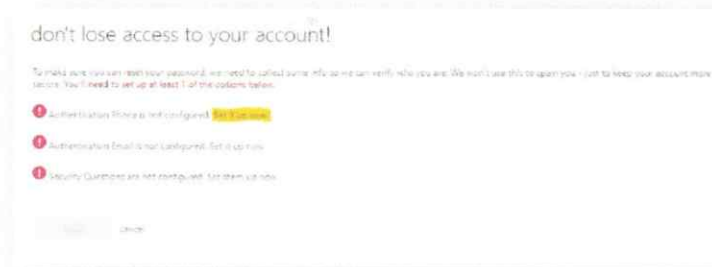 don't lose access to your account!
To make sure you can reset your password, we need to collect some info so we can verify who you are. We won't use this to spam you - just to keep your account more
secure. You'll need to set up at least 1 of the options below.
Authentication Phone is not configured. Set it up now.
Authentication Email is not configured. Set it up now.
Security Questions are not configured. Set them up now.
cancel